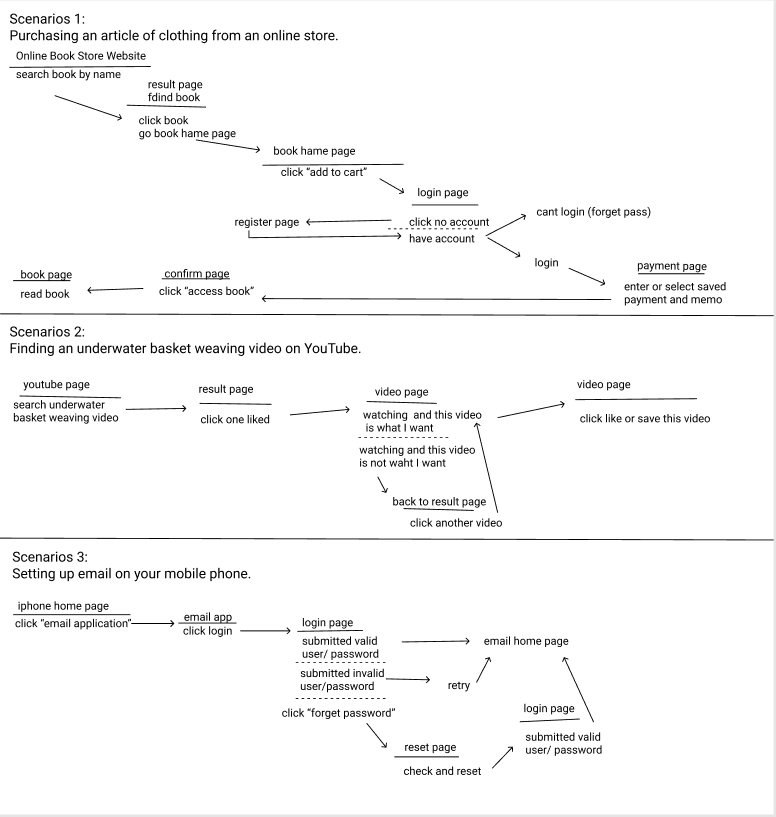 Scenarios 1:
Purchasing an article of clothing from an online store.
Online Book Store Website
search book by name
result page
fdind book
click book
go book hame page
book hame page
click “add to cart”
login page
click no account
have account
register page
cant login (forget pass)
login
payment page
enter or select saved
payment and memo
confirm page
click “access book”
book page
read book
Scenarios 2:
Finding an underwater basket weaving video on YouTube.
youtube page
search underwater
basket weaving video
result page
click one liked
video page
watching and this video
is what I want
watching and this video
is not waht I want
back to result page
click another video
video page
click like or save this video
Scenarios 3:
Setting up email on your mobile phone.
iphone home page
click “email application”
email app
click login
login page
submitted valid
user/ password
submitted invalid
user/password
click “forget password”
email home page
retry
reset page
check and reset
login page
submitted valid
user/ password